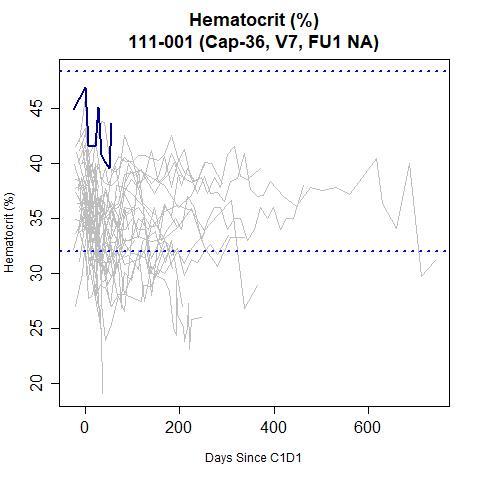 Hematocrit (%)
111-001 (Cap-36, V7, FU1 NA)
Hematocrit (%)
45
40
35
30
25
20
0 200 400 600
Days Since C1D1